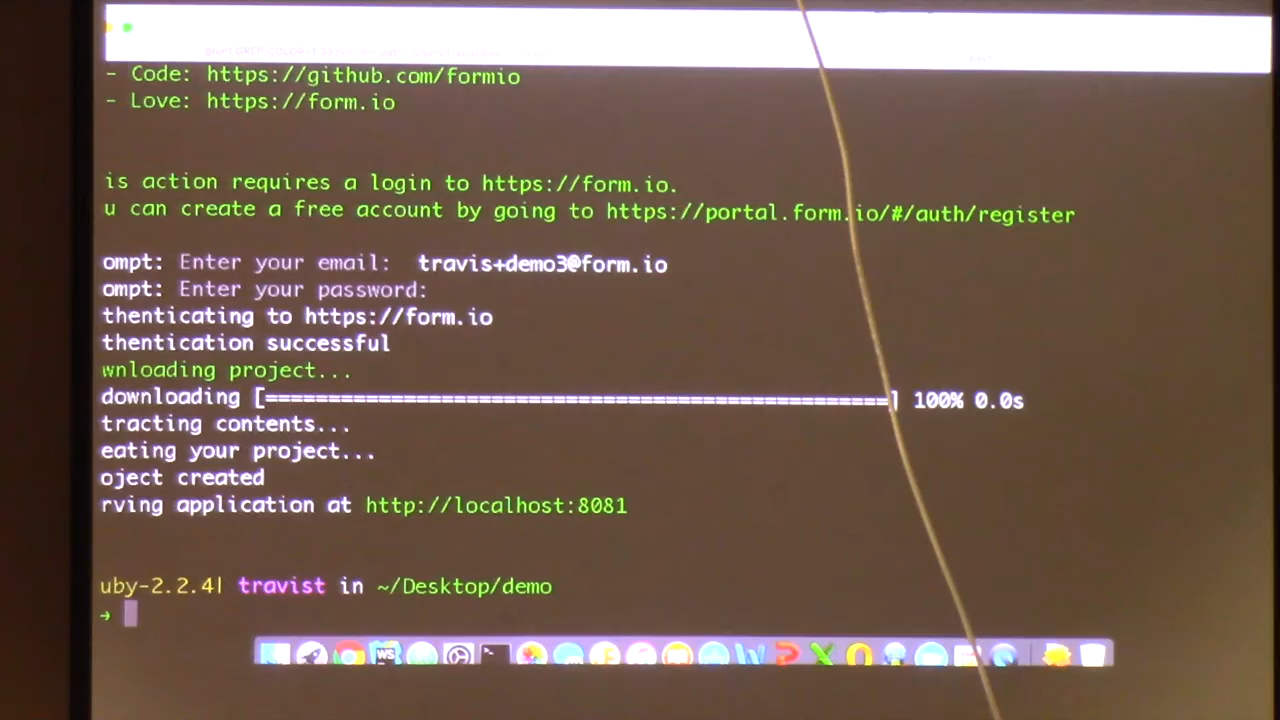 - Code: https://github.com/formio
- Love: https://form.io
is action requires a login to https://form.io.
u can create a free account by going to https://portal.form.io/#/auth/register
ompt: Enter your email: travis+demo3@form.io
ompt: Enter your password:
thenticating to https://form.io
thentication successful
wnloading project...
downloading [==================================================] 100% 0.0s
tracting contents...
eating your project...
oject created
rving application at http://localhost:8081
uby-2.2.4| travist in ~/Desktop/demo
→
WS